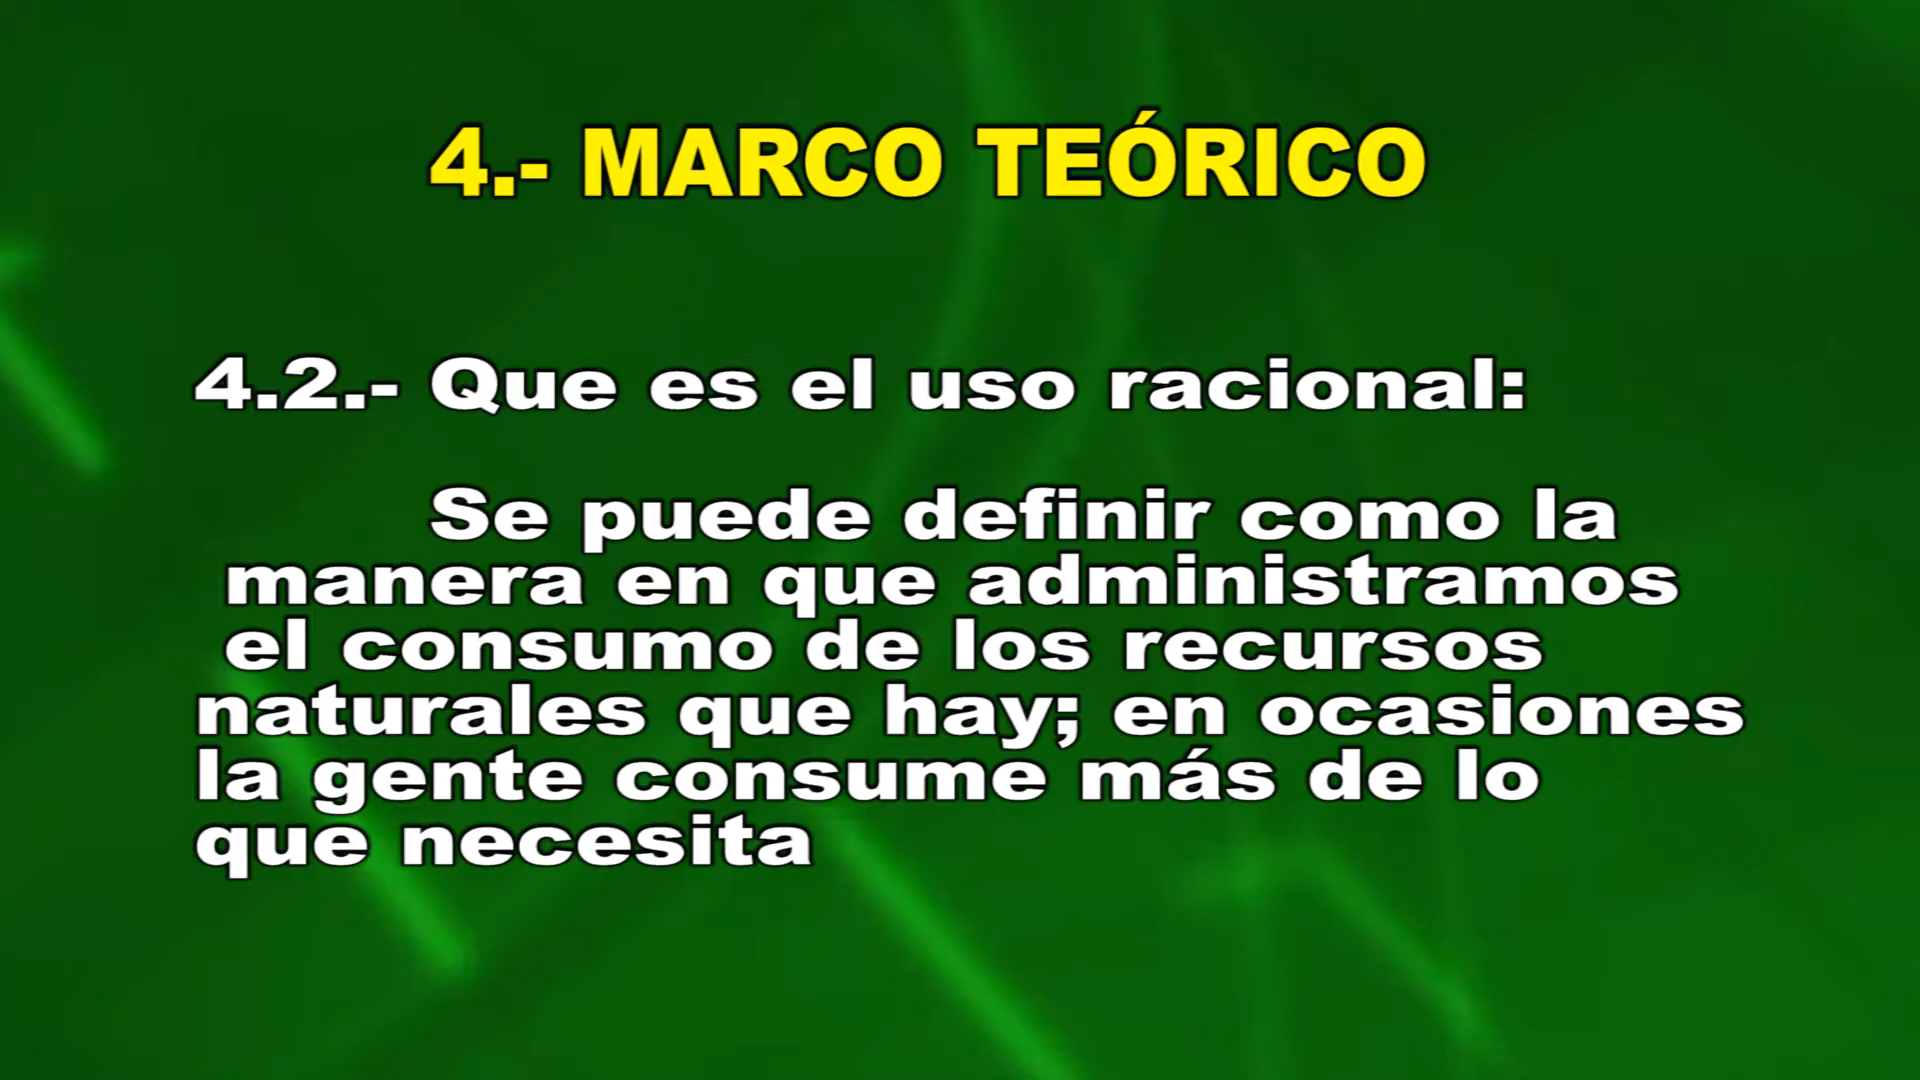 4.- MARCO TEÓRICO
4.2.- Que es el uso racional:
Se puede definir como la
manera en que administramos
el consumo de los recursos
naturales que hay; en ocasiones
la gente consume más de lo
que necesita